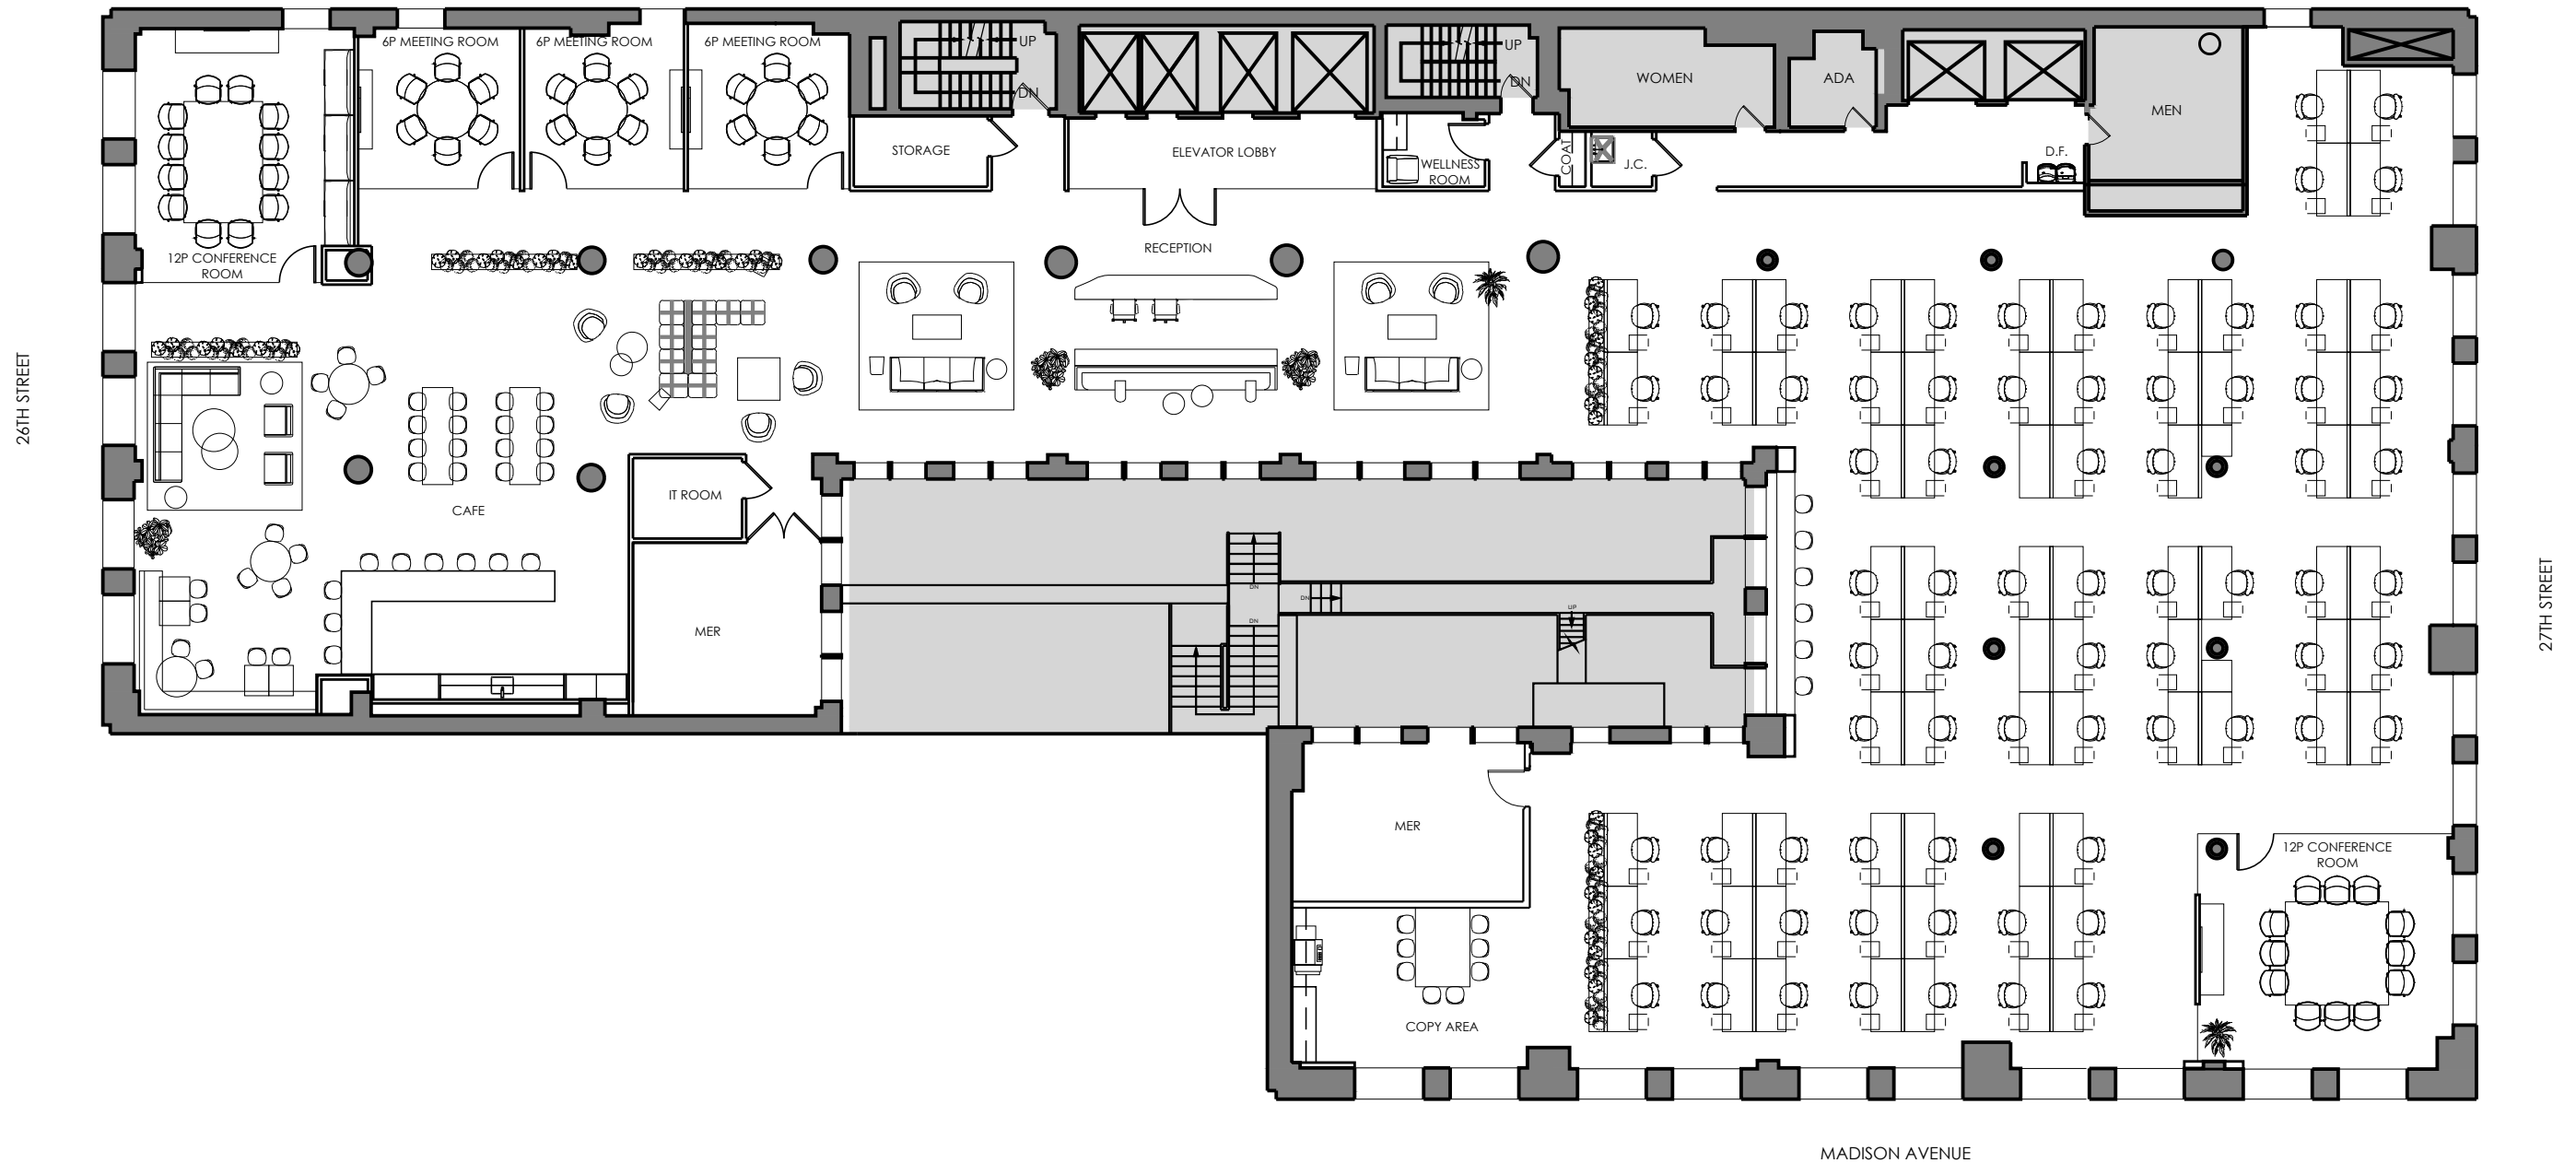 6P MEETING ROOM
6P MEETING ROOM
6P MEETING ROOM
UP
DN
UP
DN
WOMEN
ADA
MEN
STORAGE
ELEVATOR LOBBY
WELLNESS
ROOM
COAT
J.C.
D.F.
12P CONFERENCE
ROOM
RECEPTION
26TH STREET
IT ROOM
CAFE
MER
DN
DN
DN
UP
27TH STREET
MER
12P CONFERENCE
ROOM
COPY AREA
MADISON AVENUE